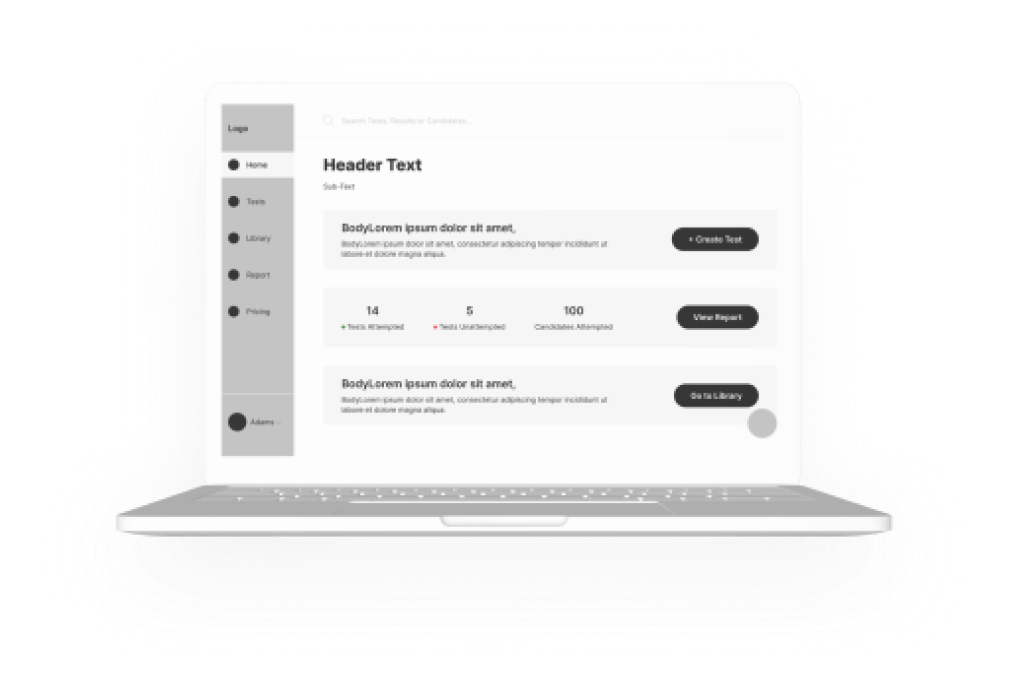 Logo
Search Tests, Results or Candidates...
Home
Header Text
Sub-Text
Tests
BodyLorem ipsum dolor sit amet,
BodyLorem ipsum dolor sit amet, consectetur adipiscing tempor incididunt ut
labore et dolore magna aliqua.
+ Create Test
Library
Report
14
Tests Attempted
5
Tests Unattempted
100
Candidates Attempted
View Report
Pricing
BodyLorem ipsum dolor sit amet,
BodyLorem ipsum dolor sit amet, consectetur adipiscing tempor incididunt ut
labore et dolore magna aliqua.
Go to Library
Adams